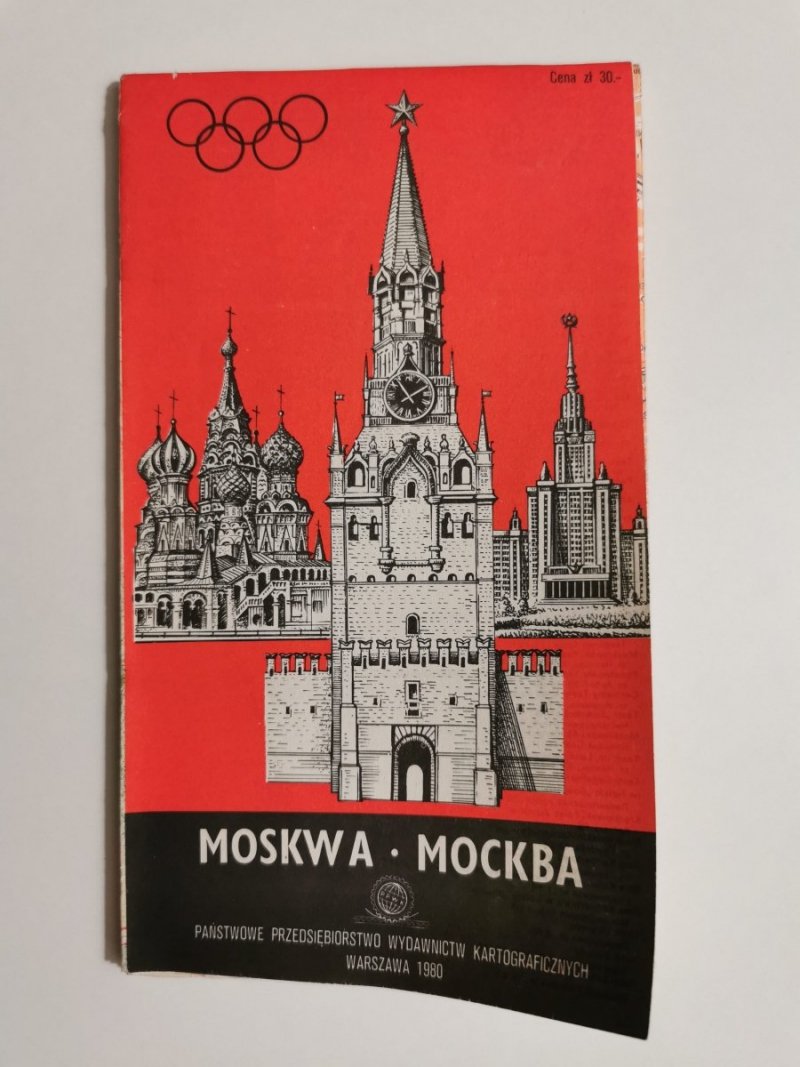 Cena zł 30.-
MOSKWA · МОСКВА
PAŃSTWOWE PRZEDSIĘBIORSTWO WYDAWNICTW KARTOGRAFICZNYCH
WARSZAWA 1980